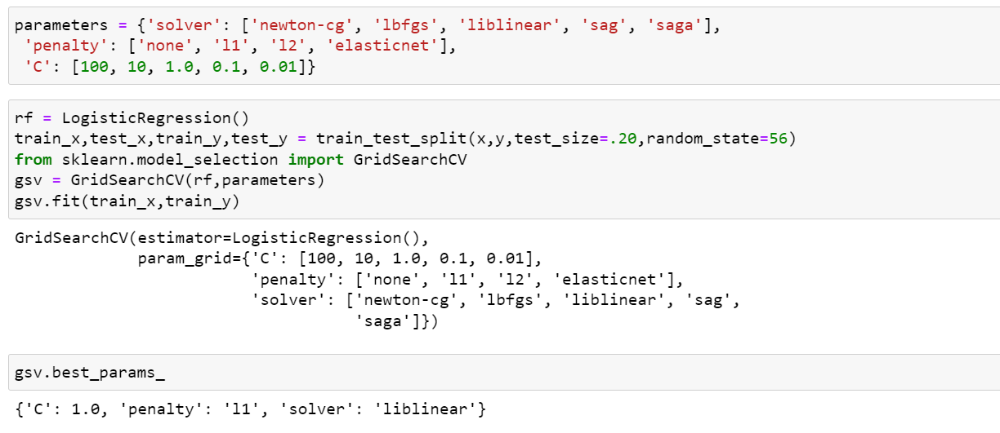 parameters = {'solver': ['newton-cg', 'lbfgs', 'liblinear', 'sag', 'saga'],
 'penalty': ['none', 'l1', 'l2', 'elasticnet'],
 'C': [100, 10, 1.0, 0.1, 0.01]}
rf = LogisticRegression()
train_x,test_x,train_y,test_y = train_test_split(x,y,test_size=.20,random_state=56)
from sklearn.model_selection import GridSearchCV
gsv = GridSearchCV(rf,parameters)
gsv.fit(train_x,train_y)
GridSearchCV(estimator=LogisticRegression(),
             param_grid={'C': [100, 10, 1.0, 0.1, 0.01],
                         'penalty': ['none', 'l1', 'l2', 'elasticnet'],
                         'solver': ['newton-cg', 'lbfgs', 'liblinear', 'sag',
                                    'saga']})
gsv.best_params_
{'C': 1.0, 'penalty': 'l1', 'solver': 'liblinear'}